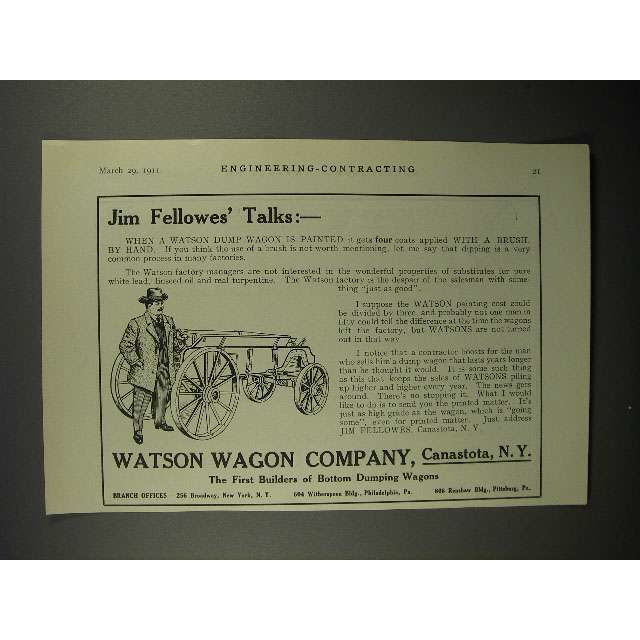 March 29, 1911 ENGINEERING-CONTRACTING 21
Jim Fellowes' Talks:—
WHEN A WATSON DUMP WAGON IS PAINTED it gets four coats applied WITH A BRUSH,
BY HAND. If you think the use of a brush is not worth mentioning, let me say that dipping is a very
common process in many factories.
The Watson factory managers are not interested in the wonderful properties of substitutes for pure
white lead, linseed oil and real turpentine. The Watson factory is the despair of the salesman with some-
thing "just as good".
I suppose the WATSON painting cost could
be divided by three, and probably not one man in
could tell the difference at the time the wagons
left the factory, but WATSONS are not turned
out in that way.
I notice that a contractor boosts for the man
who sells him a dump wagon that lasts years longer
than he thought it would. It is some such thing
as this that keeps the sales of WATSONS piling
up higher and higher every year. The news gets
around. There's no stopping it. What I would
like to do is to send you the printed matter. It's
just as high grade as the wagon, which is "going
some", even for printed matter. Just address
JIM FELLOWES, Canastota, N. Y.
WATSON WAGON COMPANY, Canastota, N. Y.
The First Builders of Bottom Dumping Wagons
BRANCH OFFICES 256 Broadway, New York, N. Y. 604 Witherspoon Bldg., Philadelphia, Pa. 808 Renshaw Bldg., Pittsburg, Pa.